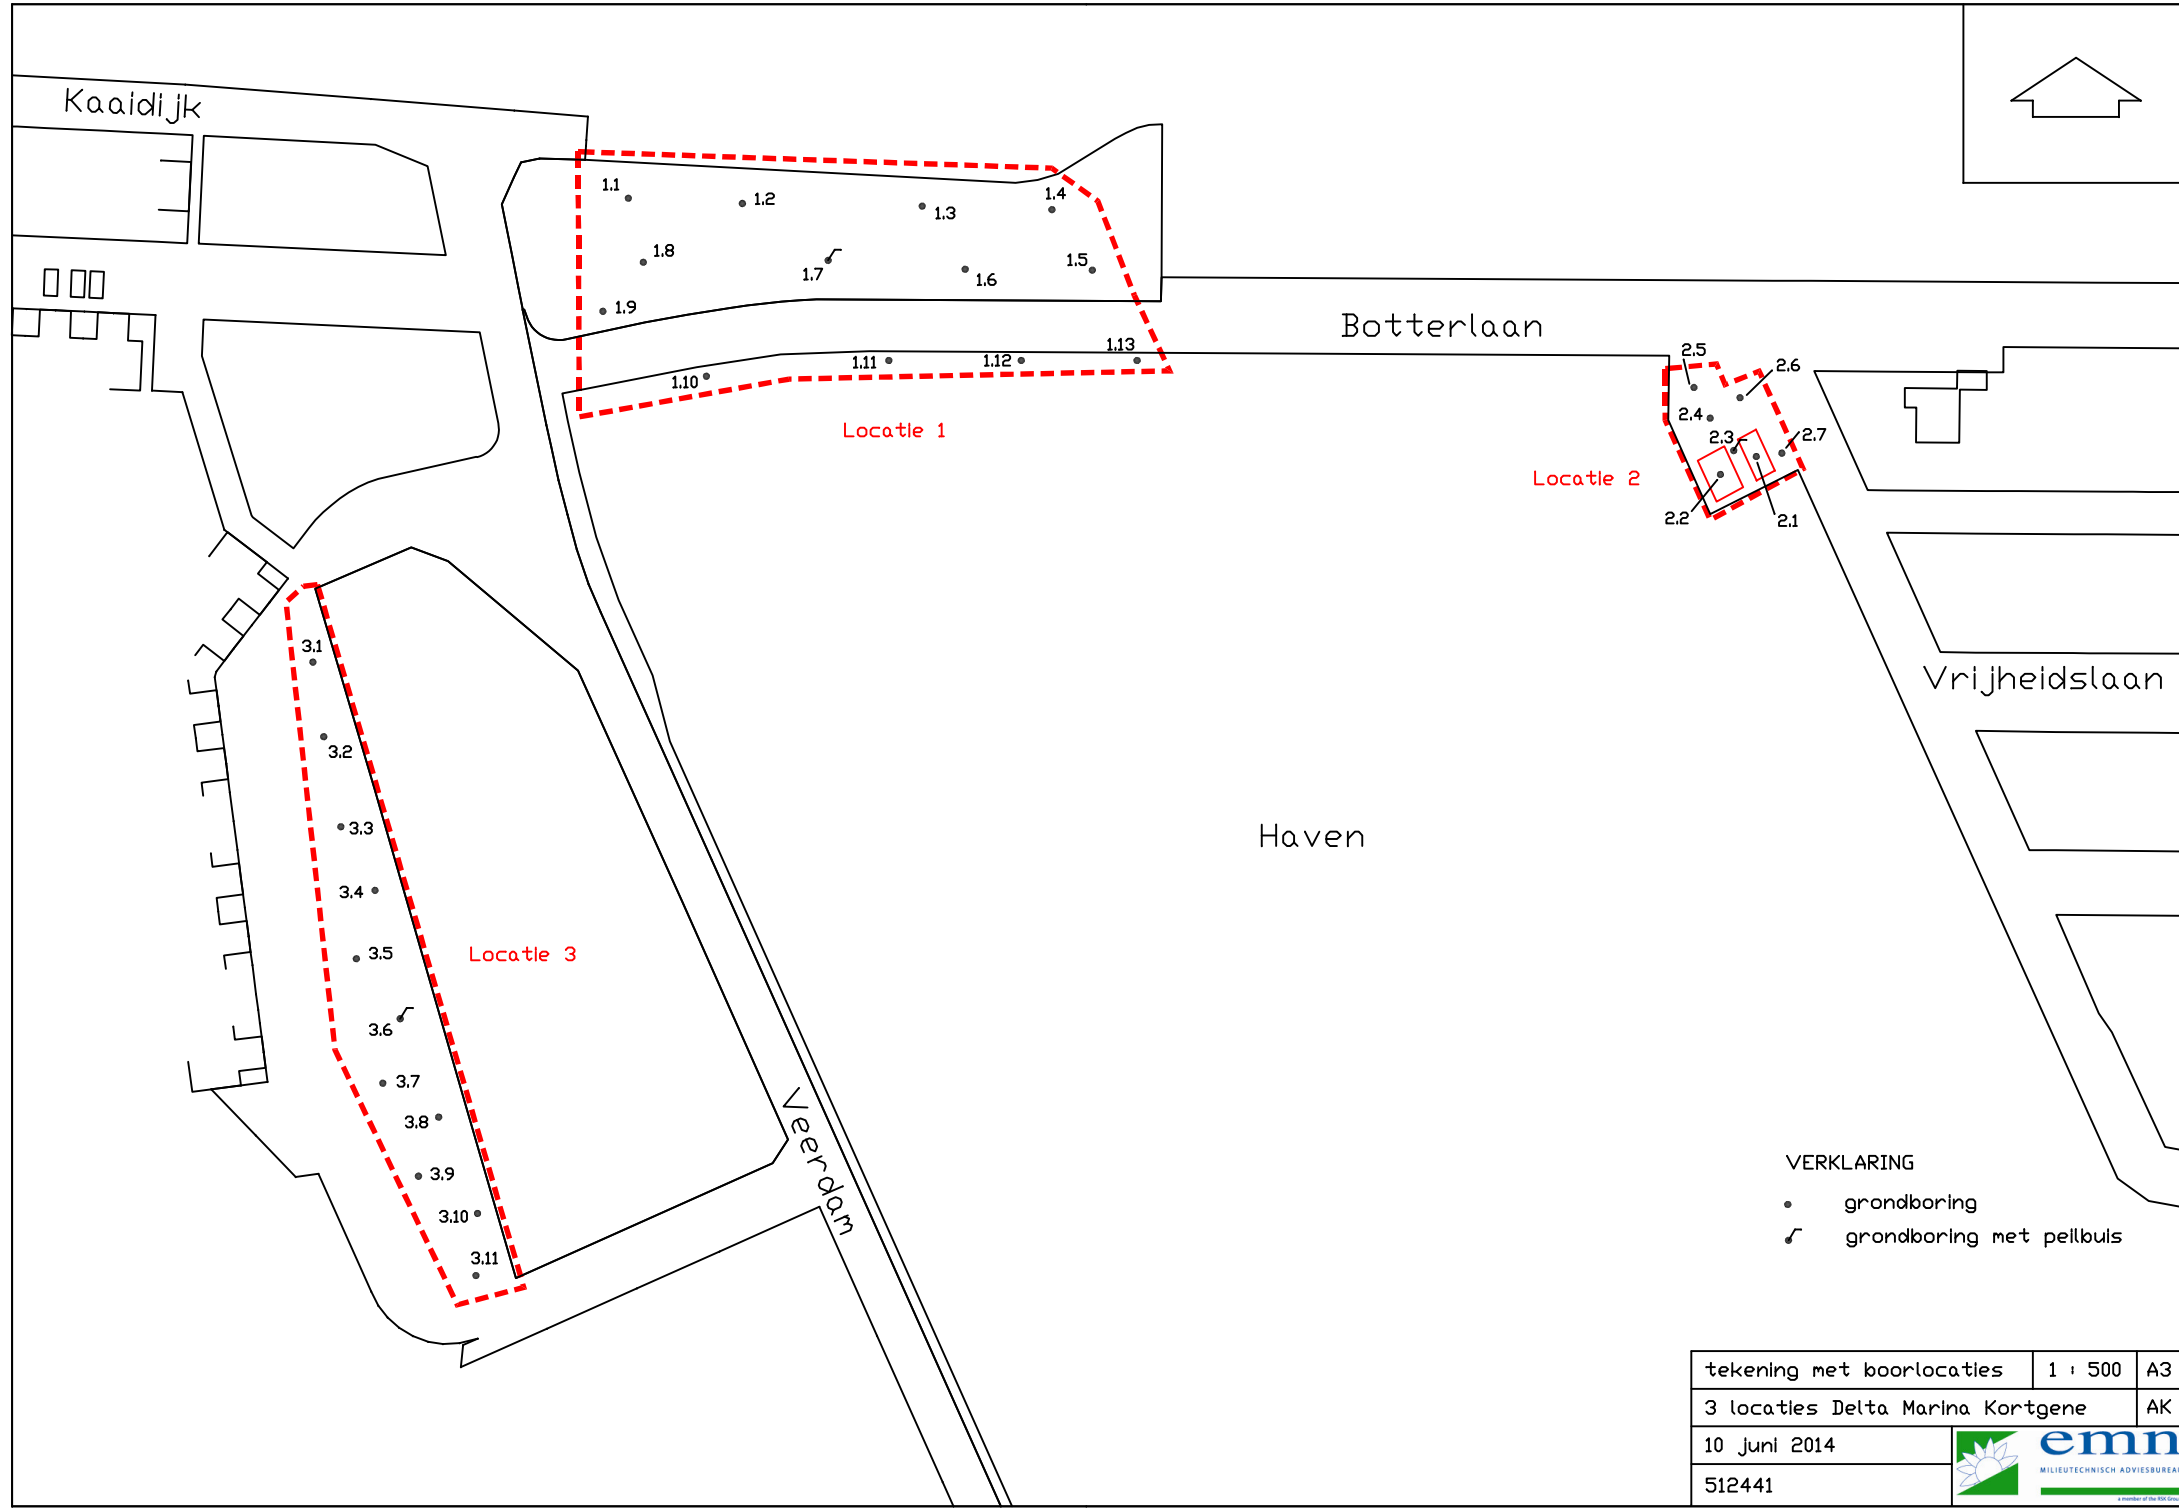 Kaaidijk
1.1
1.2
1.3
1.4
1.8
1.7
1.6
1.5
1.9
Botterlaan
1.10
1.11
1.12
1.13
Locatie 1
2.5
2.6
2.4
2.3
2.7
Locatie 2
2.2
2.1
3.1
3.2
3.3
3.4
3.5
3.6
3.7
3.8
3.9
3.10
3.11
Locatie 3
Vrijheidslaan
Haven
Veerdam
VERKLARING
grondboring
grondboring met peilbuis
tekening met boorlocaties
1 : 500
A3
3 locaties Delta Marina Kortgene
AK
10 juni 2014
512441
emn
MILIEUTECHNISCH ADVIESBUREAU
a member of the RSK Group